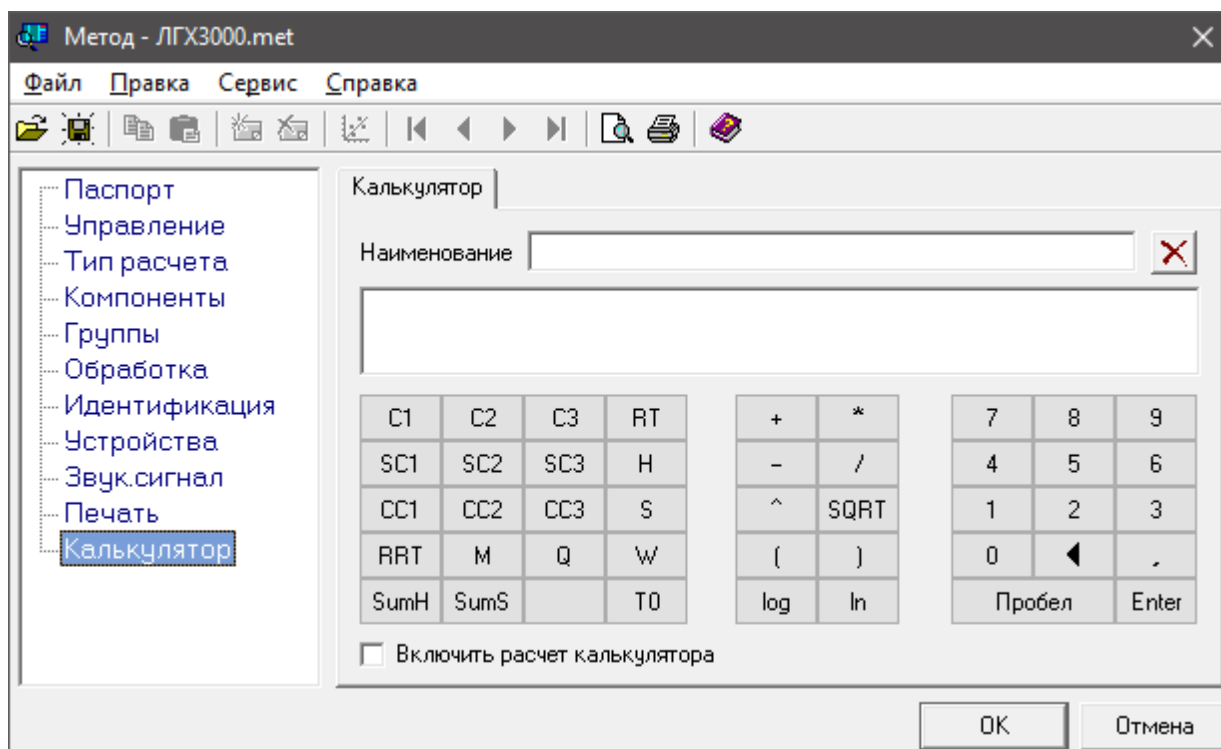 Метод - ЛГХ3000.met
Файл Правка Сервис Справка
Паспорт
Управление
Тип расчета
Компоненты
Группы
Обработка
Идентификация
Устройства
Звук.сигнал
Печать
Калькулятор
Калькулятор
Наименование
C1 C2 C3 RT + * 7 8 9
SC1 SC2 SC3 H - / 4 5 6
CC1 CC2 CC3 S ^ SQRT 1 2 3
RRT M Q W ( ) 0 ,
SumH SumS T0 log ln Пробел Enter
Включить расчет калькулятора
OK Отмена